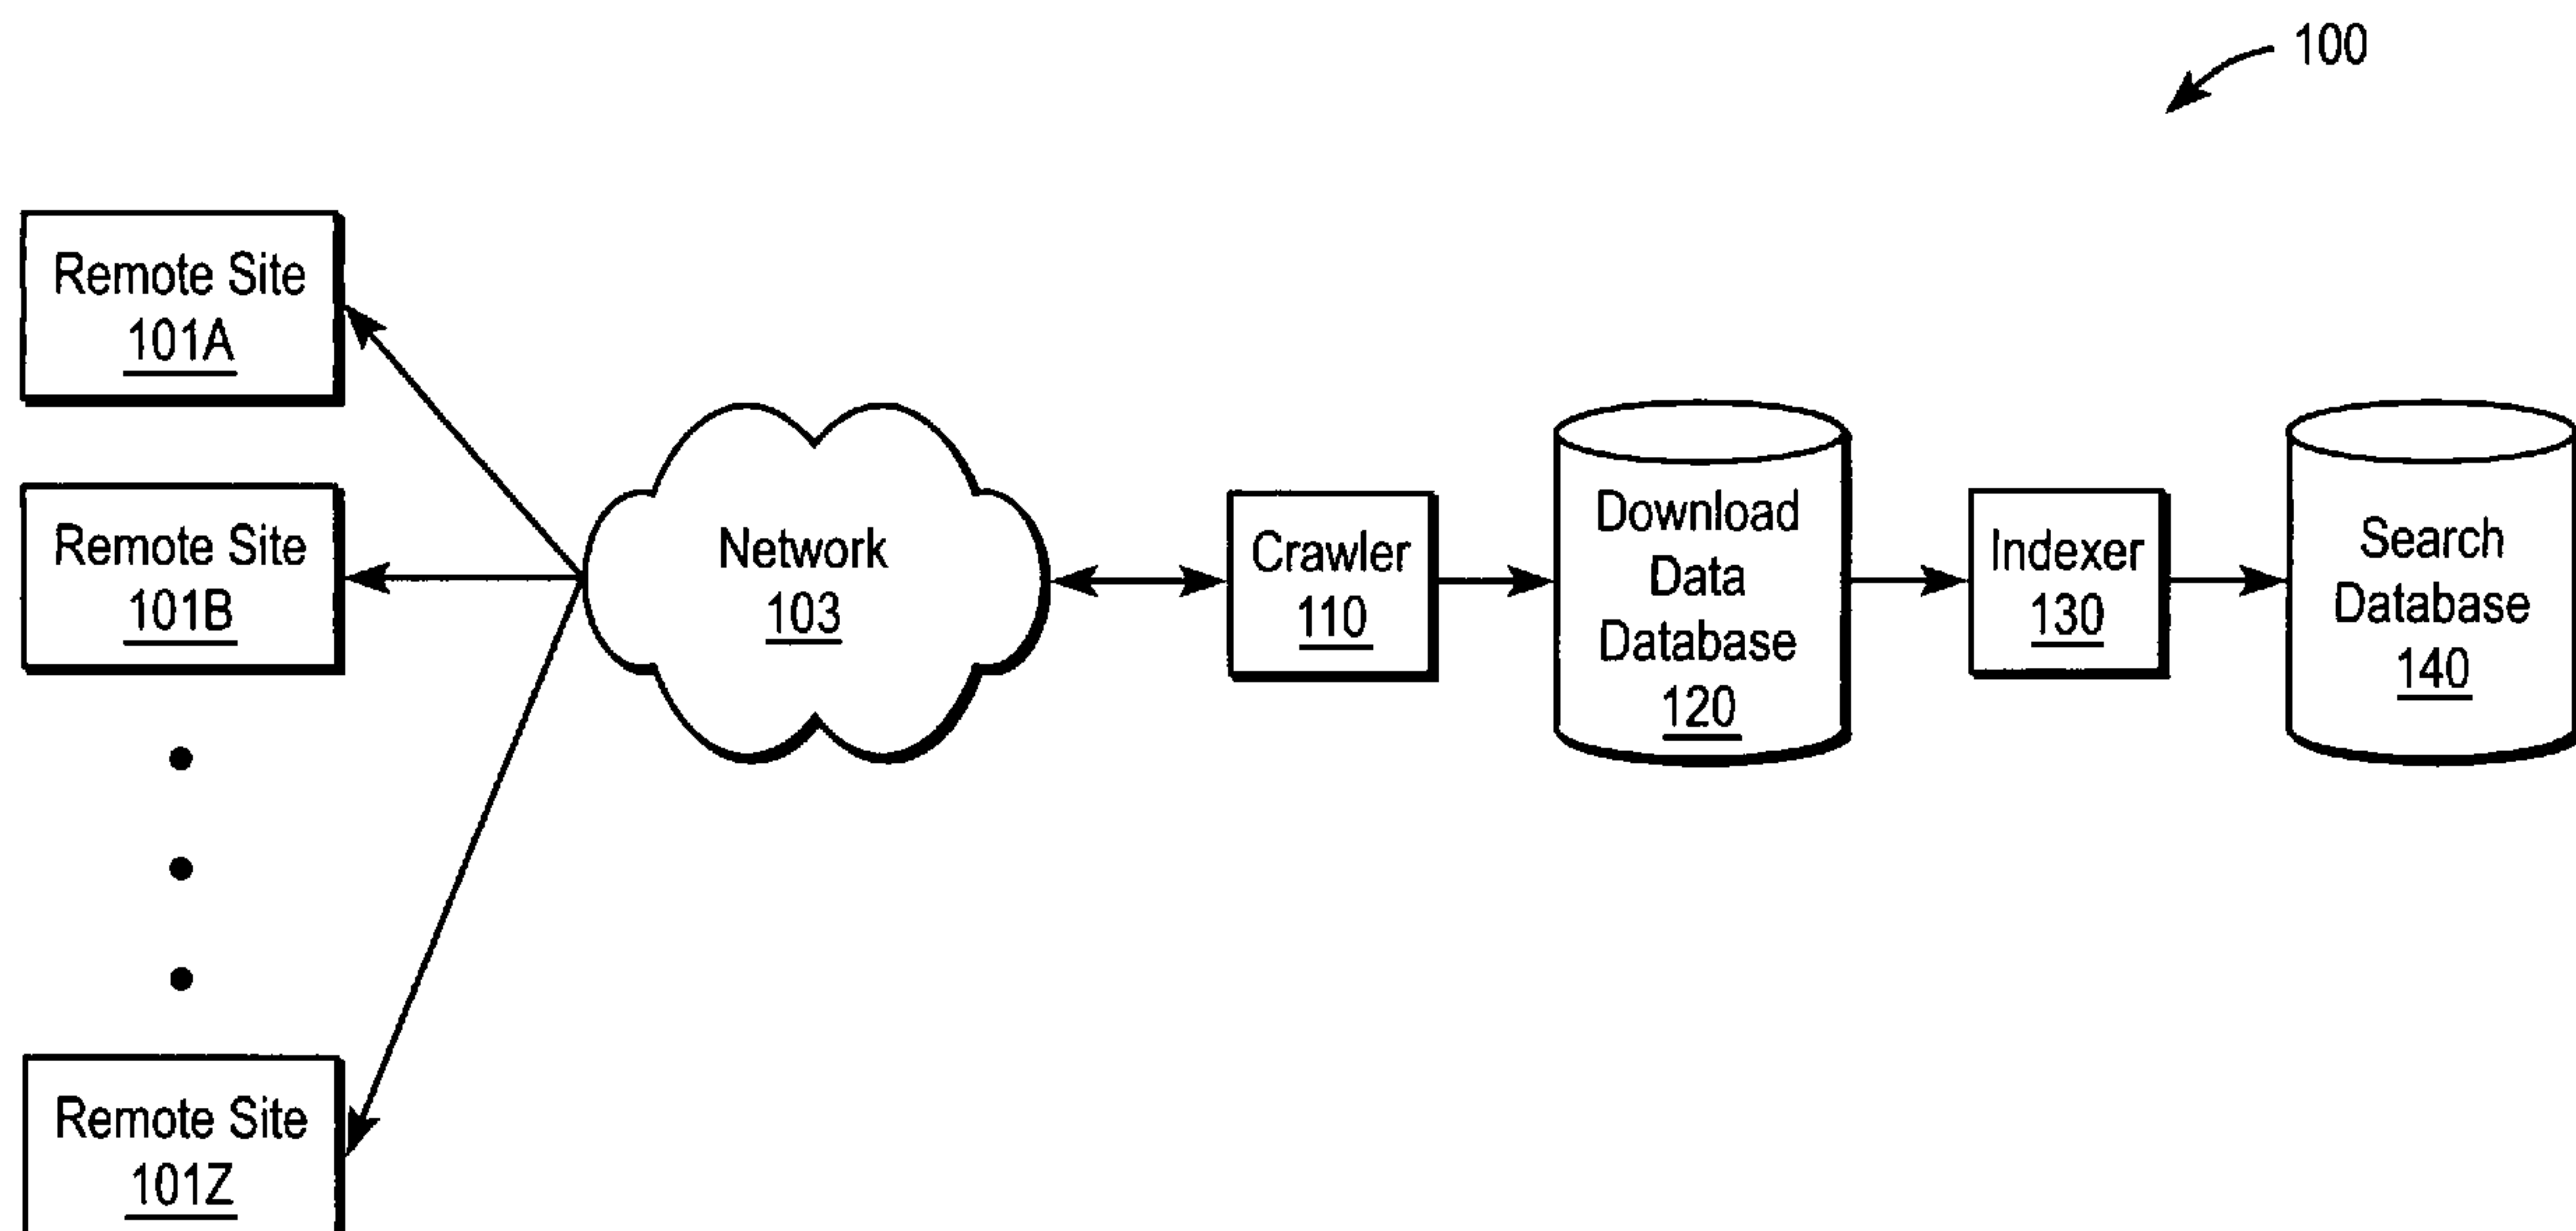 100
Remote Site
101A
Remote Site
101B
Network
103
Crawler
110
Download
Data
Database
120
Indexer
130
Search
Database
140
Remote Site
101Z